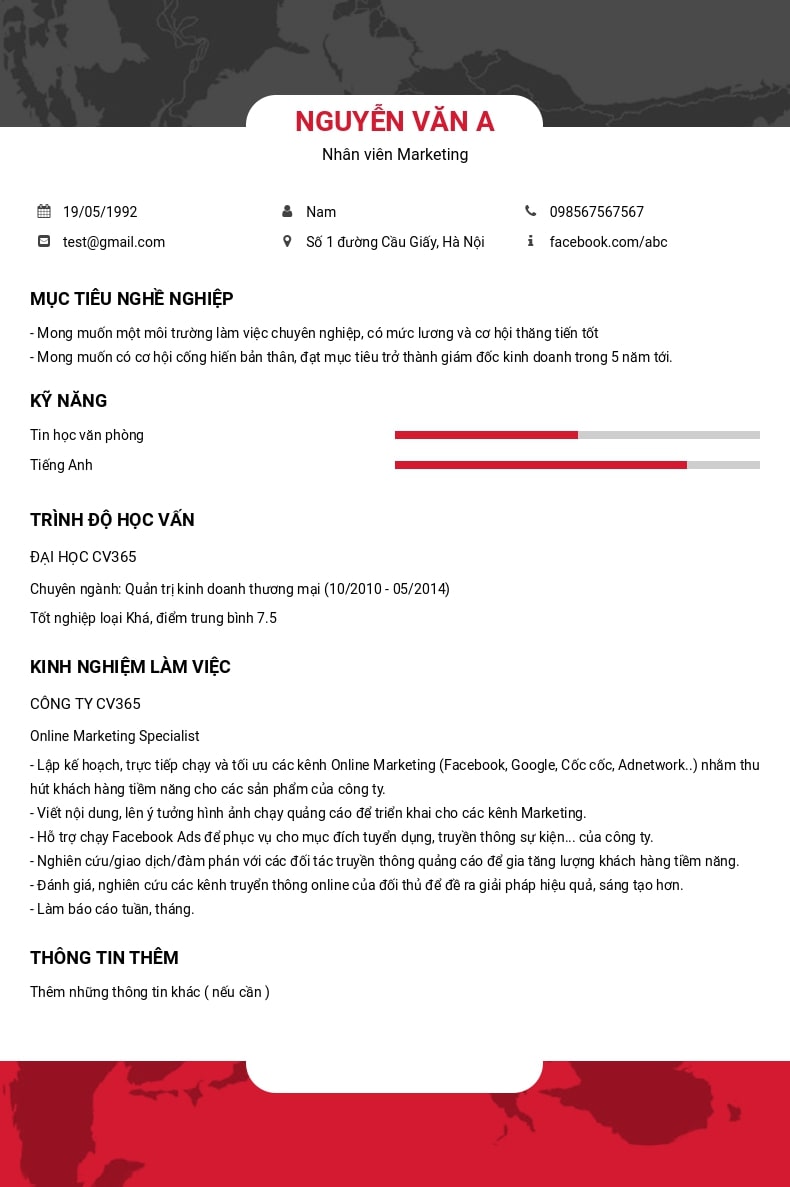 NGUYỄN VĂN A
Nhân viên Marketing
19/05/1992
Nam
098567567567
test@gmail.com
Số 1 đường Cầu Giấy, Hà Nội
facebook.com/abc
MỤC TIÊU NGHỀ NGHIỆP
- Mong muốn một môi trường làm việc chuyên nghiệp, có mức lương và cơ hội thăng tiến tốt
- Mong muốn có cơ hội cống hiến bản thân, đạt mục tiêu trở thành giám đốc kinh doanh trong 5 năm tới.
KỸ NĂNG
Tin học văn phòng
Tiếng Anh
TRÌNH ĐỘ HỌC VẤN
ĐẠI HỌC CV365
Chuyên ngành: Quản trị kinh doanh thương mại (10/2010 - 05/2014)
Tốt nghiệp loại Khá, điểm trung bình 7.5
KINH NGHIỆM LÀM VIỆC
CÔNG TY CV365
Online Marketing Specialist
- Lập kế hoạch, trực tiếp chạy và tối ưu các kênh Online Marketing (Facebook, Google, Cốc cốc, Adnetwork..) nhằm thu
hút khách hàng tiềm năng cho các sản phẩm của công ty.
- Viết nội dung, lên ý tưởng hình ảnh chạy quảng cáo để triển khai cho các kênh Marketing.
- Hỗ trợ chạy Facebook Ads để phục vụ cho mục đích tuyển dụng, truyền thông sự kiện... của công ty.
- Nghiên cứu/giao dịch/đàm phán với các đối tác truyền thông quảng cáo để gia tăng lượng khách hàng tiềm năng.
- Đánh giá, nghiên cứu các kênh truyển thông online của đối thủ để đề ra giải pháp hiệu quả, sáng tạo hơn.
- Làm báo cáo tuần, tháng.
THÔNG TIN THÊM
Thêm những thông tin khác ( nếu cần )